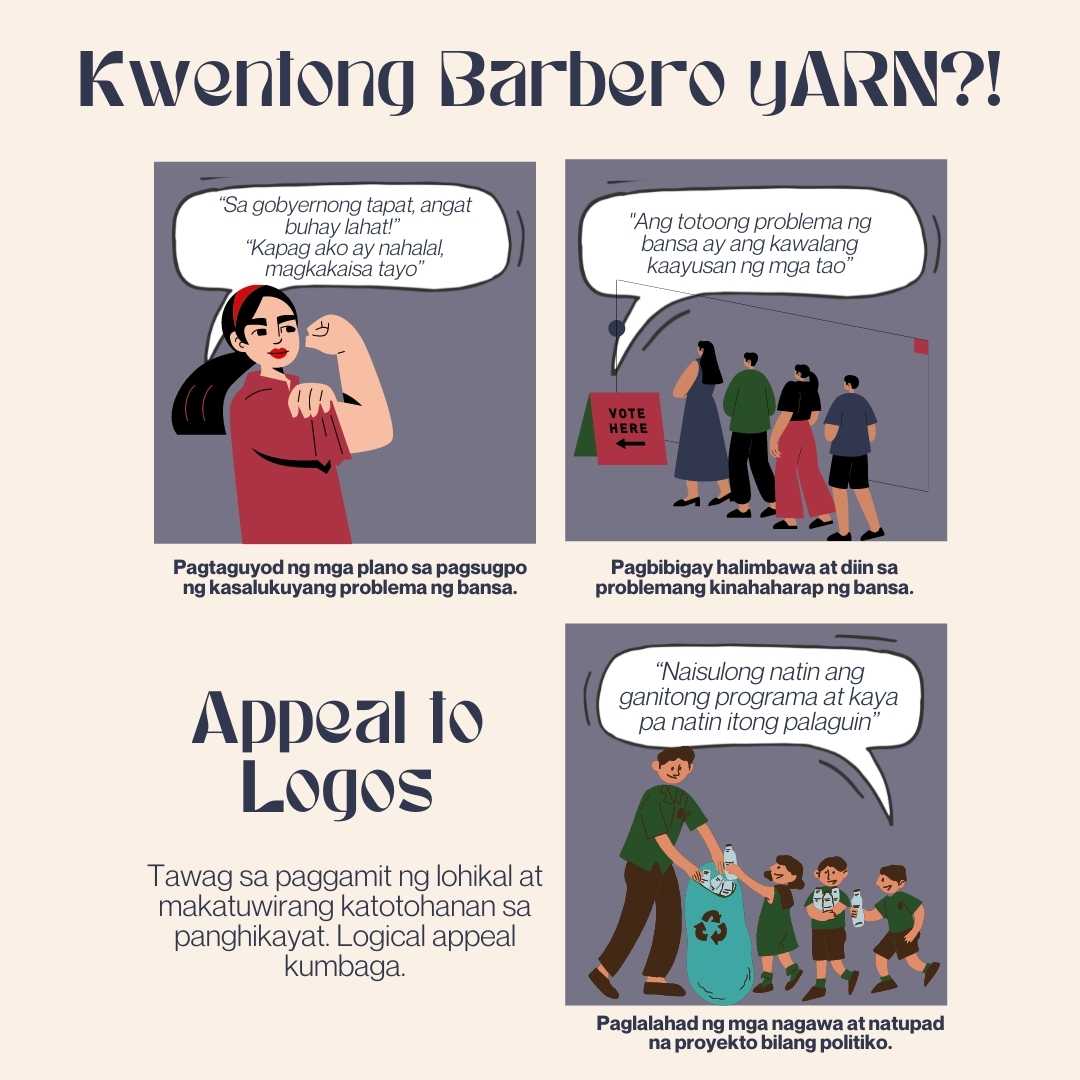 Kwentong Barbero yARN?!
“Sa gobyernong tapat, angat
buhay lahat!”
“Kapag ako ay nahalal,
magkakaisa tayo”
Pagtaguyod ng mga plano sa pagsugpo
ng kasalukuyang problema ng bansa.
"Ang totoong problema ng
bansa ay ang kawalang
kaayusan ng mga tao”
VOTE
HERE
Pagbibigay halimbawa at diin sa
problemang kinahaharap ng bansa.
Appeal to
Logos
Tawag sa paggamit ng lohikal at
makatuwirang katotohanan sa
panghikayat. Logical appeal
kumbaga.
“Naisulong natin ang
ganitong programa at kaya
pa natin itong palaguin”
Paglalahad ng mga nagawa at natupad
na proyekto bilang politiko.